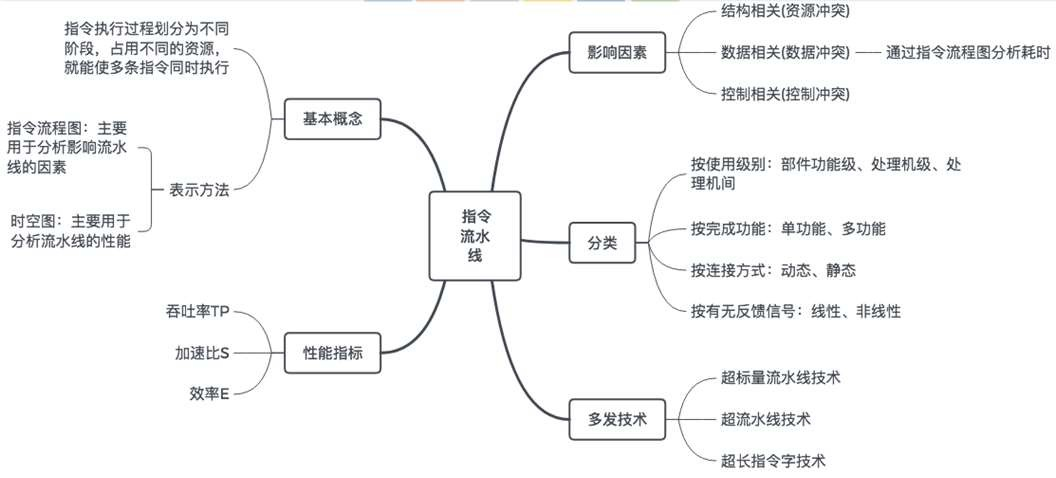 指令
流水
线
基本概念
指令执行过程划分为不同
阶段，占用不同的资源，
就能使多条指令同时执行
表示方法
指令流程图：主要
用于分析影响流水
线的因素
时空图：主要用于
分析流水线的性能
性能指标
吞吐率TP
加速比S
效率E
影响因素
结构相关(资源冲突)
数据相关(数据冲突)
通过指令流程图分析耗时
控制相关(控制冲突)
分类
按使用级别：部件功能级、处理机级、处
理机间
按完成功能：单功能、多功能
按连接方式：动态、静态
按有无反馈信号：线性、非线性
多发技术
超标量流水线技术
超流水线技术
超长指令字技术